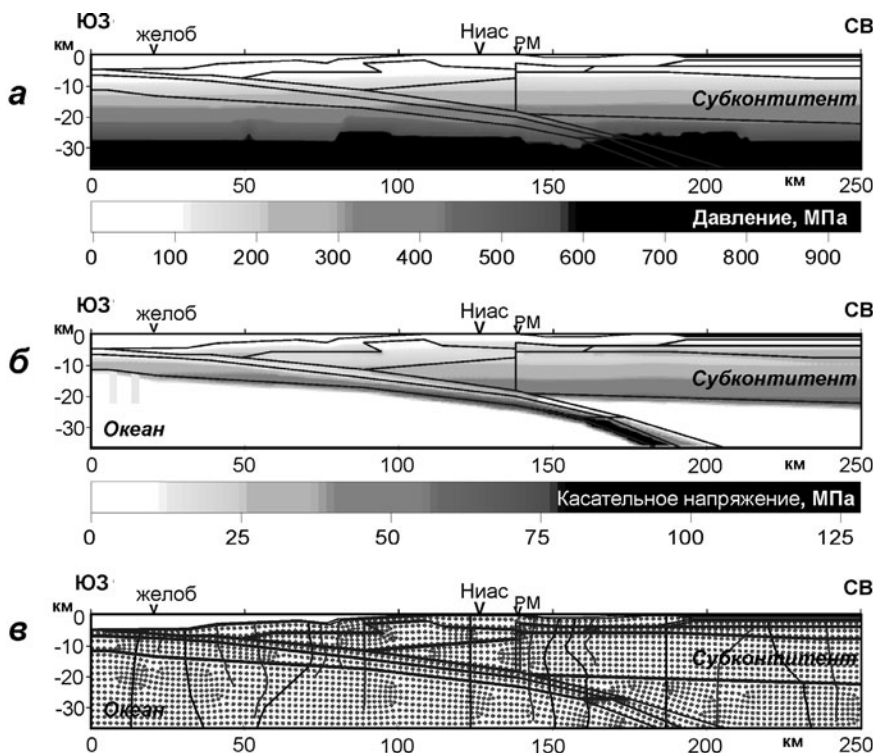 ЮЗ желоб Ниас РМ СВ
км
а
0
-10
-20
-30
Субконтитент
0 50 100 150 200 км 250
Давление, МПа
0 100 200 300 400 500 600 700 800 900
ЮЗ желоб Ниас РМ СВ
км
б
0
-10
-20
-30
Субконтитент
Океан
0 50 100 150 200 км 250
Касательное напряжение, МПа
0 25 50 75 100 125
ЮЗ желоб Ниас РМ СВ
км
в
0
-10
-20
-30
Субконтитент
Океан
0 50 100 150 200 км 250